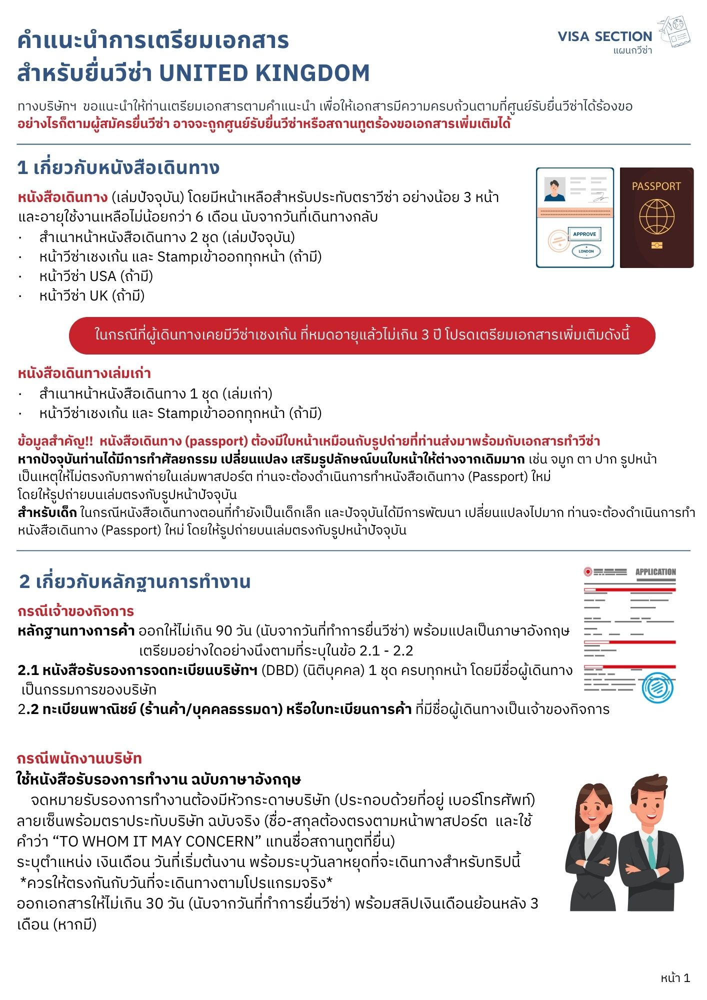 คำแนะนำการเตรียมเอกสาร
สำหรับยื่นวีซ่า UNITED KINGDOM
VISA SECTION
แผนกวีซ่า
ทางบริษัทฯ ขอแนะนำให้ท่านเตรียมเอกสารตามคำแนะนำ เพื่อให้เอกสารมีความครบถ้วนตามที่ศูนย์รับยื่นวีซ่าได้ร้องขอ
อย่างไรก็ตามผู้สมัครยื่นวีซ่า อาจจะถูกศูนย์รับยื่นวีซ่าหรือสถานทูตร้องขอเอกสารเพิ่มเติมได้
1 เกี่ยวกับหนังสือเดินทาง
หนังสือเดินทาง (เล่มปัจจุบัน) โดยมีหน้าเหลือสำหรับประทับตราวีซ่า อย่างน้อย 3 หน้า
และอายุใช้งานเหลือไม่น้อยกว่า 6 เดือน นับจากวันที่เดินทางกลับ
· สำเนาหน้าหนังสือเดินทาง 2 ชุด (เล่มปัจจุบัน)
· หน้าวีซ่าเชงเก้น และ Stampเข้าออกทุกหน้า (ถ้ามี)
· หน้าวีซ่า USA (ถ้ามี)
· หน้าวีซ่า UK (ถ้ามี)
APPROVE
LONDON
PASSPORT
ในกรณีที่ผู้เดินทางเคยมีวีซ่าเชงเก้น ที่หมดอายุแล้วไม่เกิน 3 ปี โปรดเตรียมเอกสารเพิ่มเติมดังนี้
หนังสือเดินทางเล่มเก่า
· สำเนาหน้าหนังสือเดินทาง 1 ชุด (เล่มเก่า)
· หน้าวีซ่าเชงเก้น และ Stampเข้าออกทุกหน้า (ถ้ามี)
ข้อมูลสำคัญ!! หนังสือเดินทาง (passport) ต้องมีใบหน้าเหมือนกับรูปถ่ายที่ท่านส่งมาพร้อมกับเอกสารทำวีซ่า
หากปัจจุบันท่านได้มีการทำศัลยกรรม เปลี่ยนแปลง เสริมรูปลักษณ์บนใบหน้าให้ต่างจากเดิมมาก เช่น จมูก ตา ปาก รูปหน้า
เป็นเหตุให้ไม่ตรงกับภาพถ่ายในเล่มพาสปอร์ต ท่านจะต้องดำเนินการทำหนังสือเดินทาง (Passport) ใหม่
โดยให้รูปถ่ายบนเล่มตรงกับรูปหน้าปัจจุบัน
สำหรับเด็ก ในกรณีหนังสือเดินทางตอนที่ทำยังเป็นเด็กเล็ก และปัจจุบันได้มีการพัฒนา เปลี่ยนแปลงไปมาก ท่านจะต้องดำเนินการทำ
หนังสือเดินทาง (Passport) ใหม่ โดยให้รูปถ่ายบนเล่มตรงกับรูปหน้าปัจจุบัน
2 เกี่ยวกับหลักฐานการทำงาน
APPLICATION
กรณีเจ้าของกิจการ
หลักฐานทางการค้า ออกให้ไม่เกิน 90 วัน (นับจากวันที่ทำการยื่นวีซ่า) พร้อมแปลเป็นภาษาอังกฤษ
เตรียมอย่างใดอย่างนึงตามที่ระบุในข้อ 2.1 - 2.2
2.1 หนังสือรับรองการจดทะเบียนบริษัทฯ (DBD) (นิติบุคคล) 1 ชุด ครบทุกหน้า โดยมีชื่อผู้เดินทาง
เป็นกรรมการของบริษัท
2.2 ทะเบียนพาณิชย์ (ร้านค้า/บุคคลธรรมดา) หรือใบทะเบียนการค้า ที่มีชื่อผู้เดินทางเป็นเจ้าของกิจการ
กรณีพนักงานบริษัท
ใช้หนังสือรับรองการทำงาน ฉบับภาษาอังกฤษ
จดหมายรับรองการทำงานต้องมีหัวกระดาษบริษัท (ประกอบด้วยที่อยู่ เบอร์โทรศัพท์)
ลายเซ็นพร้อมตราประทับบริษัท ฉบับจริง (ชื่อ-สกุลต้องตรงตามหน้าพาสปอร์ต และใช้
คำว่า “TO WHOM IT MAY CONCERN” แทนชื่อสถานทูตที่ยื่น)
ระบุตำแหน่ง เงินเดือน วันที่เริ่มต้นงาน พร้อมระบุวันลาหยุดที่จะเดินทางสำหรับทริปนี้
*ควรให้ตรงกันกับวันที่จะเดินทางตามโปรแกรมจริง*
ออกเอกสารให้ไม่เกิน 30 วัน (นับจากวันที่ทำการยื่นวีซ่า) พร้อมสลิปเงินเดือนย้อนหลัง 3
เดือน (หากมี)
หน้า 1